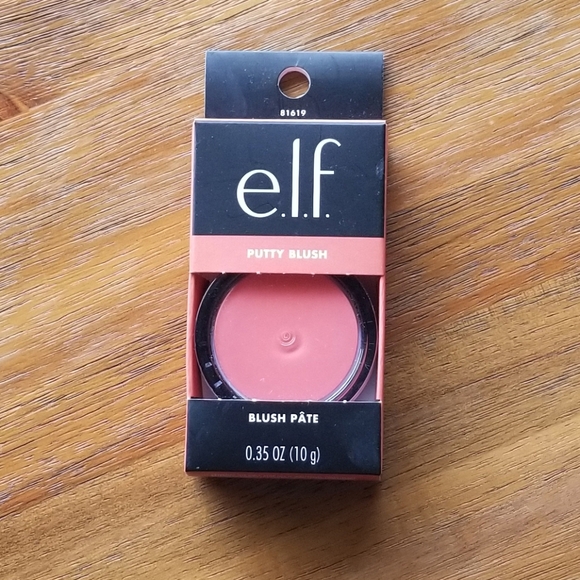 81619
e.l.f.
PUTTY BLUSH
BLUSH PÂTE
0.35 OZ (10 g)